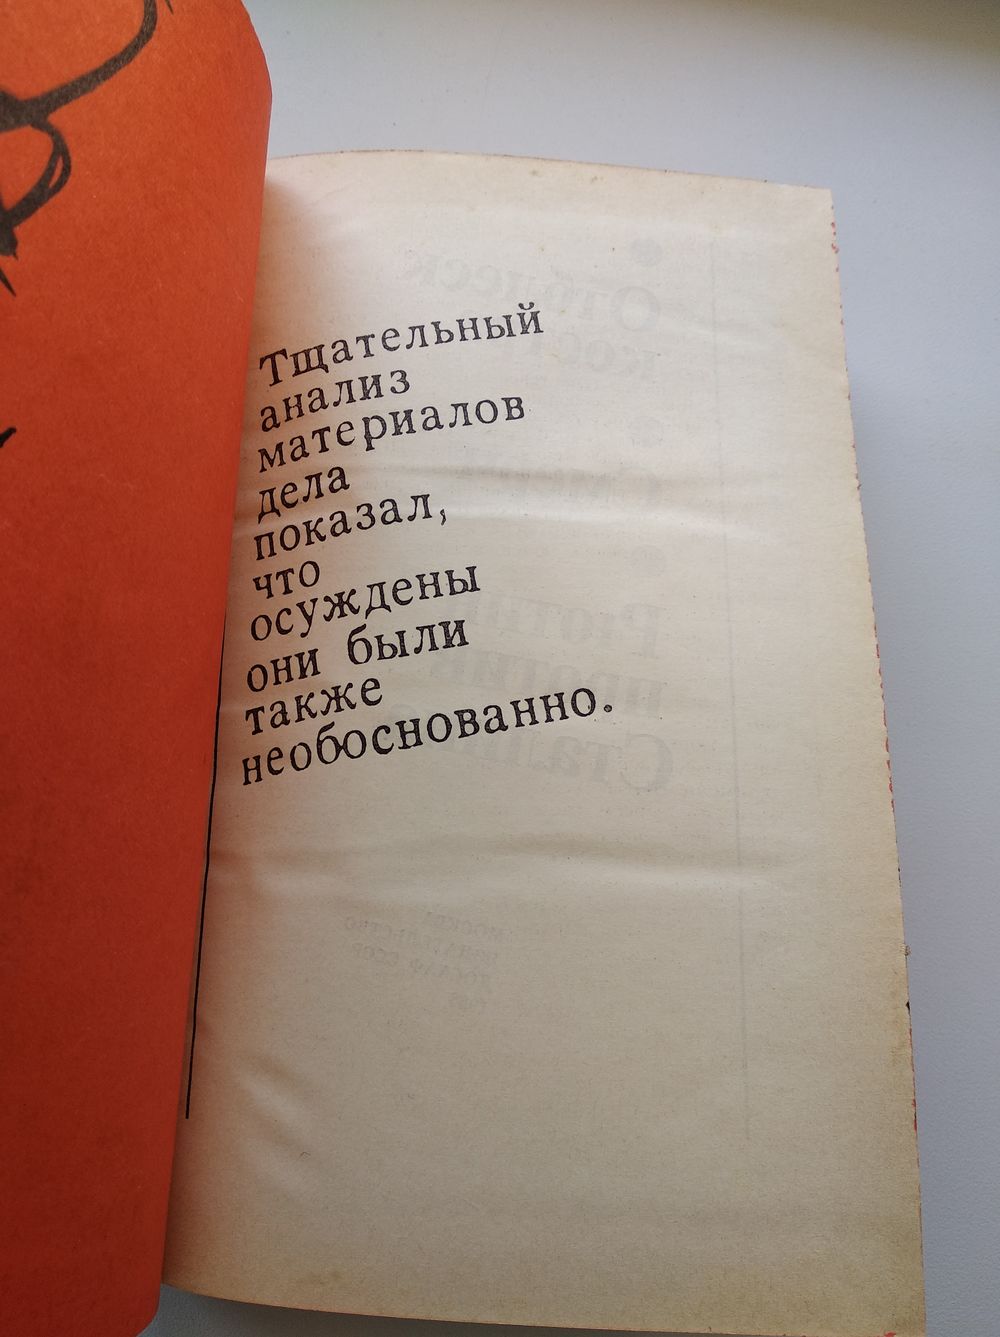 Тщательный
анализ
материалов
дела
показал,
что
осуждены
они были
также
необоснованно.